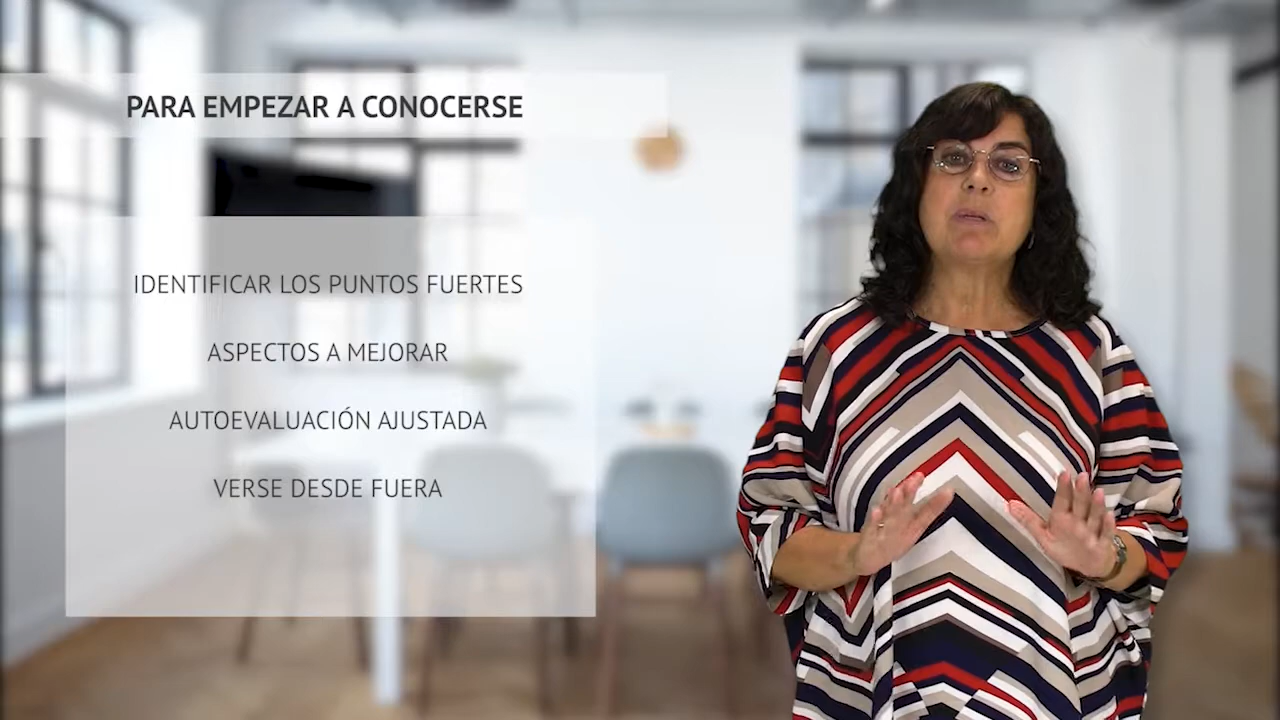 PARA EMPEZAR A CONOCERSE
IDENTIFICAR LOS PUNTOS FUERTES
ASPECTOS A MEJORAR
AUTOEVALUACIÓN AJUSTADA
VERSE DESDE FUERA